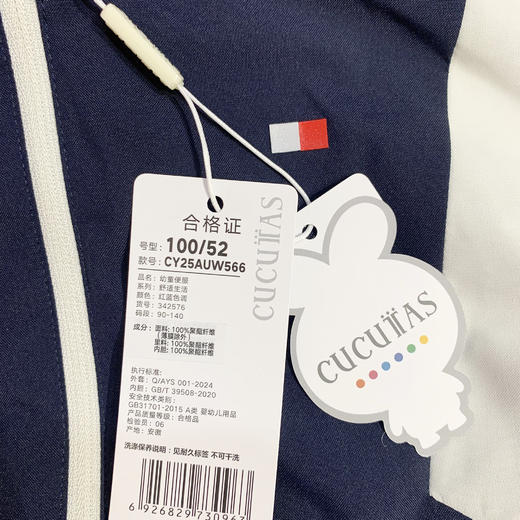 合格证
号型: 100/52
款号: CY25AUW566
品名: 幼童便服
系列: 舒适生活
颜色: 红蓝色调
货号: 342576
码段: 90-140
成分: 面料: 100%聚酯纤维
(薄膜除外)
里料: 100%聚酯纤维
内胆: 100%聚酯纤维
执行标准:
外套: Q/AYS 001-2024
内胆: GB/T 39508-2020
安全技术类别:
GB31701-2015 A类 婴幼儿用品
产品质量等级: 合格品
检验员: 06
产地: 安徽
洗涤保养说明: 见耐久标签 不可干洗
6 926829 730967
CUCUTAS
CUCUTAS